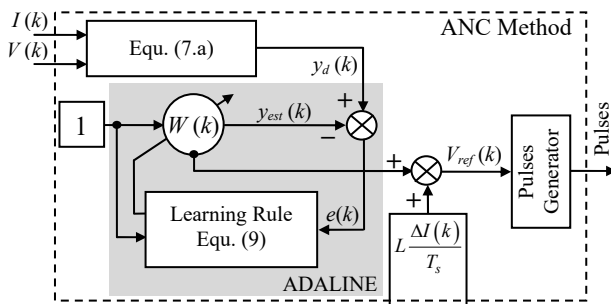 ANC Method
I(k)
V(k)
Equ. (7.a)
y_d(k)
+
1
W(k)
y_est(k)
−
+
V_ref(k)
Pulses Generator
Pulses
+
Learning Rule
Equ. (9)
e(k)
L ΔI(k)/T_s
ADALINE